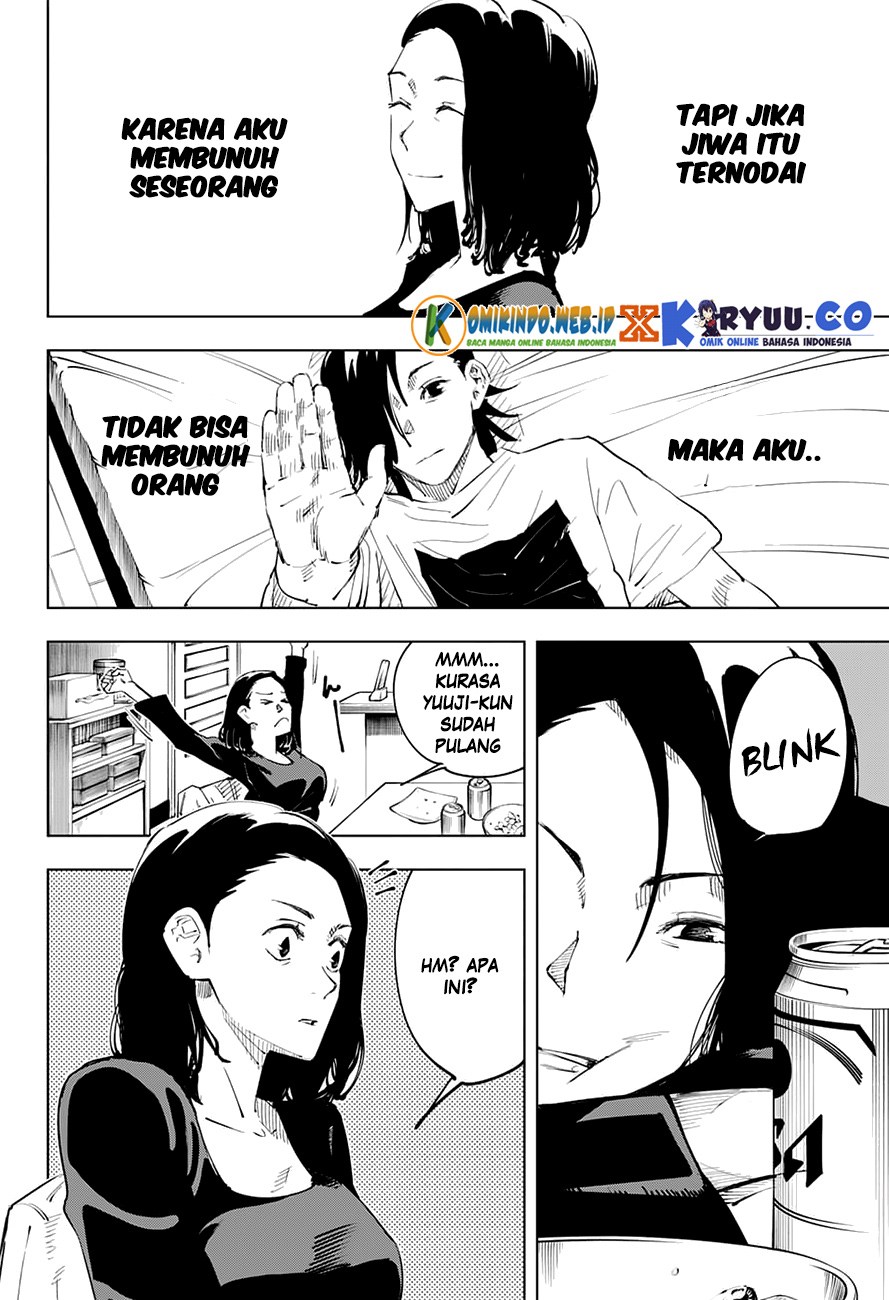 TAPI JIKA
JIWA ITU
TERNODAI
KARENA AKU
MEMBUNUH
SESEORANG
KOMIKINDO.WEB.ID
BACA MANGA ONLINE BAHASA INDONESIA
X
KIRYUU.CO
OMIK ONLINE BAHASA INDONESIA
MAKA AKU..
TIDAK BISA
MEMBUNUH
ORANG
BLINK
MMM...
KURASA
YUUJI-KUN
SUDAH
PULANG
HM? APA
INI?